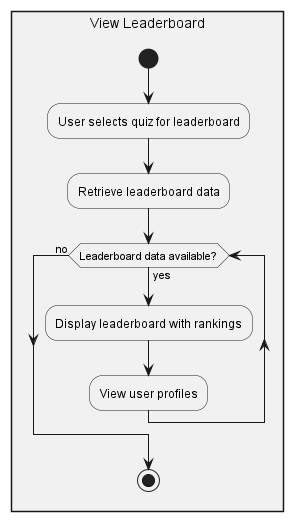 View Leaderboard
User selects quiz for leaderboard
Retrieve leaderboard data
no
Leaderboard data available?
yes
Display leaderboard with rankings
View user profiles